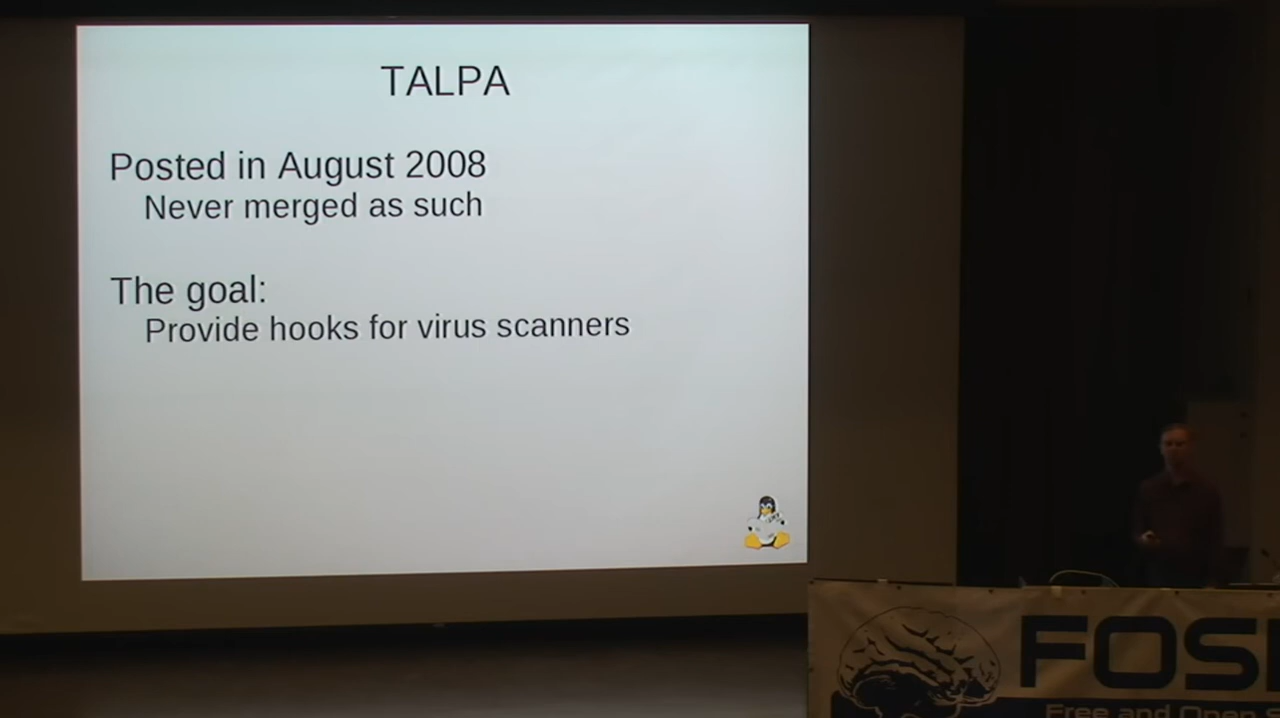 TALPA
Posted in August 2008
Never merged as such
The goal:
Provide hooks for virus scanners
FOS
Free and Open S